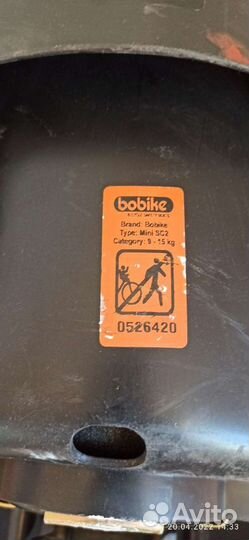 bobike
Brand: Bobike
Type: Mini SC2
Category: 9 - 15 kg
0526420
20.04.2022 14:33
Avito